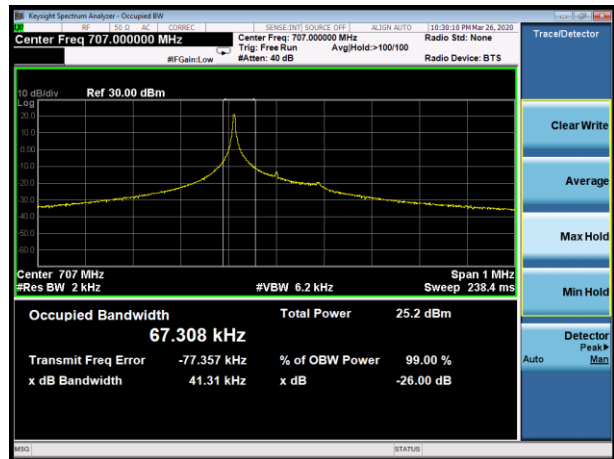 Keysight Spectrum Analyzer - Occupied BW
RF 50 Ω AC CORREC SENSE:INT SOURCE OFF ALIGN AUTO 10:30:10 PM Mar 26, 2020
Center Freq 707.000000 MHz
Center Freq: 707.000000 MHz Radio Std: None
Trig: Free Run Avg|Hold:>100/100
#IFGain:Low #Atten: 40 dB Radio Device: BTS
Trace/Detector
10 dB/div Ref 30.00 dBm
Log
20.0
10.0
0.00
-10.0
-20.0
-30.0
-40.0
-50.0
-60.0
Center 707 MHz Span 1 MHz
#Res BW 2 kHz #VBW 6.2 kHz Sweep 238.4 ms
Occupied Bandwidth Total Power 25.2 dBm
67.308 kHz
Transmit Freq Error -77.357 kHz % of OBW Power 99.00 %
x dB Bandwidth 41.31 kHz x dB -26.00 dB
Clear Write
Average
Max Hold
Min Hold
Detector
Peak▶
Auto Man
MSG STATUS